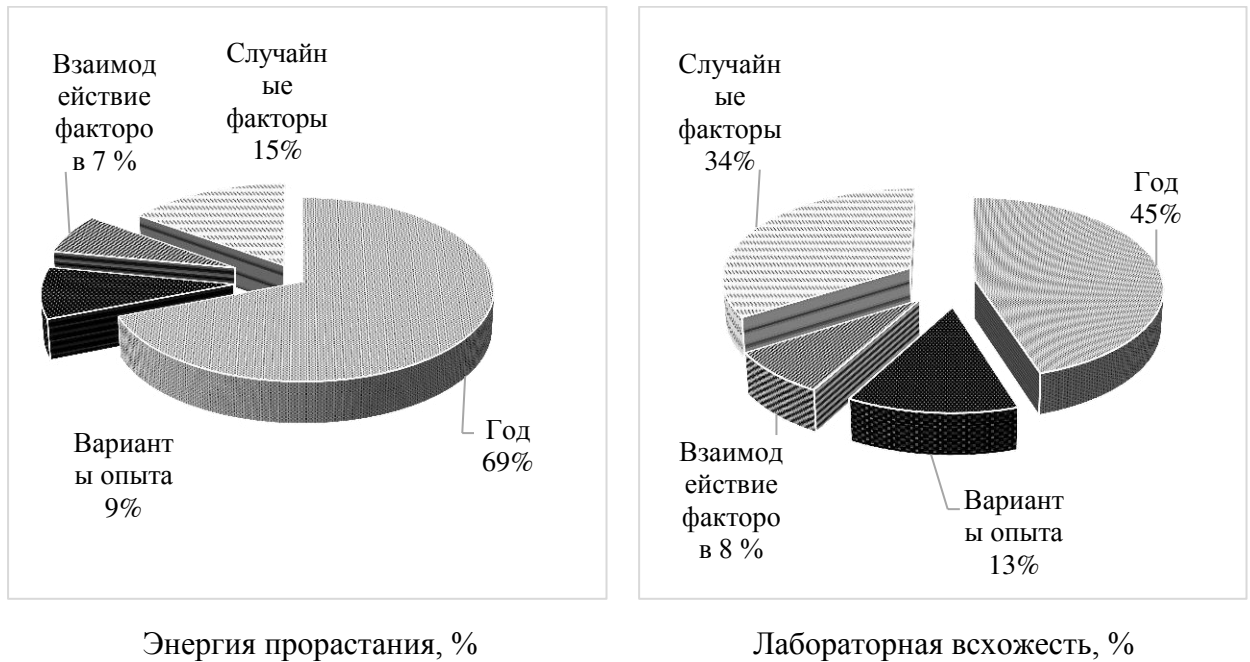 Взаимод
ействие
факторо
в 7 %
Случайн
ые
факторы
15%
Вариант
ы опыта
9%
Год
69%
Случайн
ые
факторы
34%
Год
45%
Взаимод
ействие
факторо
в 8 %
Вариант
ы опыта
13%
Энергия прорастания, %
Лабораторная всхожесть, %